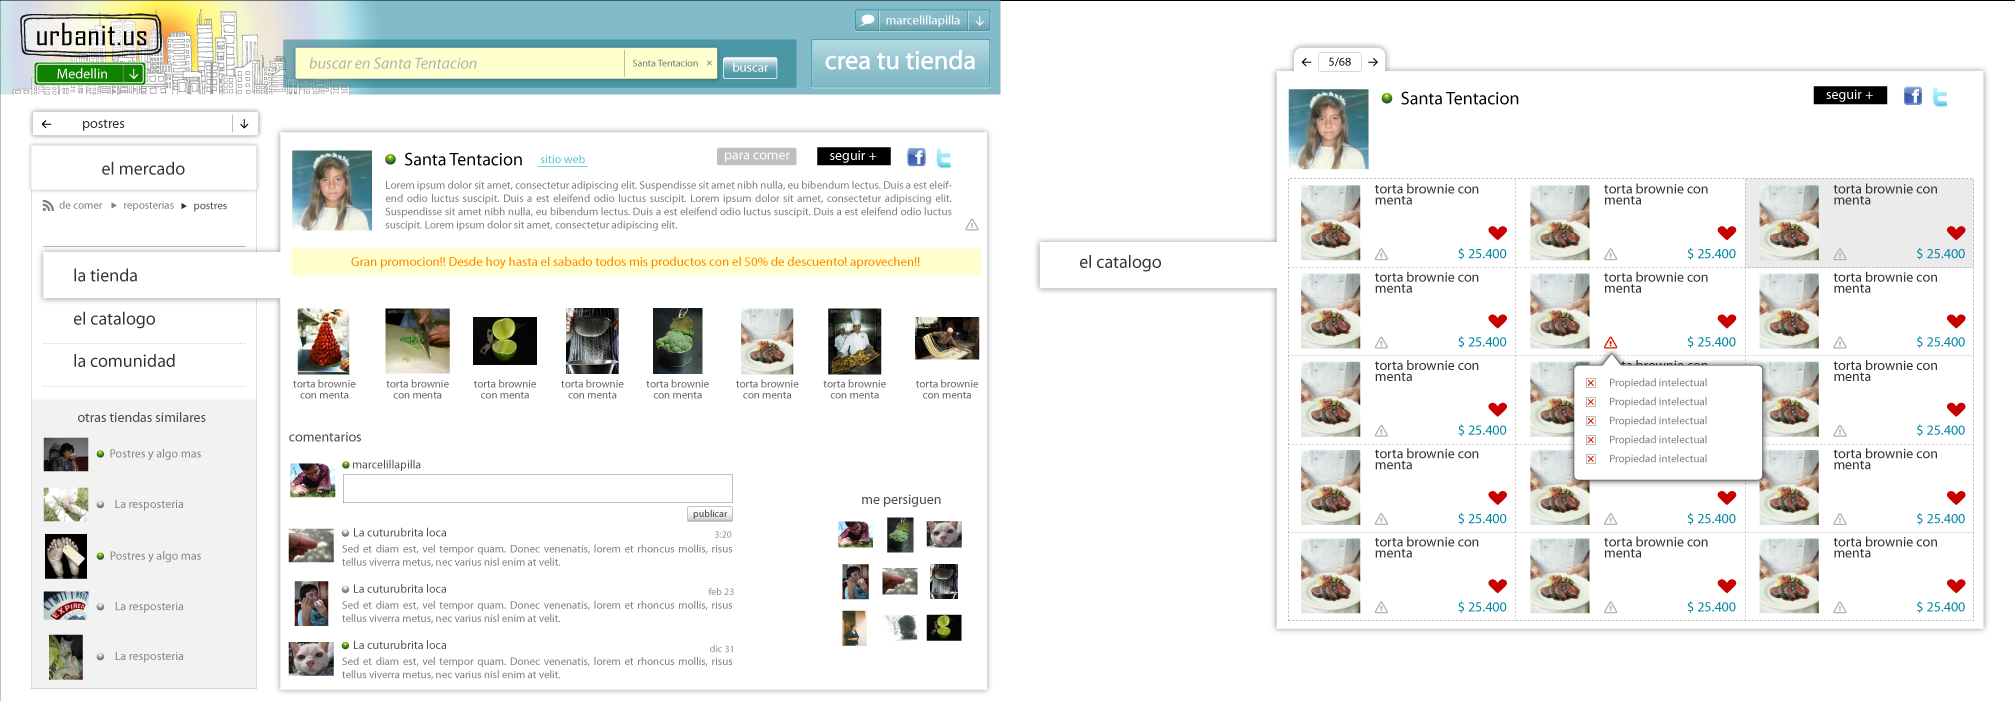 urbanit.us
Medellin
marcelillapilla
buscar en Santa Tentacion
Santa Tentacion ×
buscar
crea tu tienda
postres
el mercado
de comer
reposterias
postres
la tienda
el catalogo
la comunidad
otras tiendas similares
Postres y algo mas
La resposteria
Postres y algo mas
La resposteria
La resposteria
Santa Tentacion
sitio web
para comer
seguir +
Lorem ipsum dolor sit amet, consectetur adipiscing elit. Suspendisse sit amet nibh nulla, eu bibendum lectus. Duis a est eleif-
end odio luctus suscipit. Duis a est eleifend odio luctus suscipit. Lorem ipsum dolor sit amet, consectetur adipiscing elit.
Suspendisse sit amet nibh nulla, eu bibendum lectus. Duis a est eleifend odio luctus suscipit. Duis a est eleifend odio luctus
suscipit. Lorem ipsum dolor sit amet, consectetur adipiscing elit.
Gran promocion!! Desde hoy hasta el sabado todos mis productos con el 50% de descuento! aprovechen!!
torta brownie
con menta
torta brownie
con menta
torta brownie
con menta
torta brownie
con menta
torta brownie
con menta
torta brownie
con menta
torta brownie
con menta
torta brownie
con menta
comentarios
marcelillapilla
publicar
La cuturubrita loca
3:20
Sed et diam est, vel tempor quam. Donec venenatis, lorem et rhoncus mollis, risus
tellus viverra metus, nec varius nisl enim at velit.
La cuturubrita loca
feb 23
Sed et diam est, vel tempor quam. Donec venenatis, lorem et rhoncus mollis, risus
tellus viverra metus, nec varius nisl enim at velit.
La cuturubrita loca
dic 31
Sed et diam est, vel tempor quam. Donec venenatis, lorem et rhoncus mollis, risus
tellus viverra metus, nec varius nisl enim at velit.
me persiguen
5/68
Santa Tentacion
seguir +
el catalogo
torta brownie con
menta
$ 25.400
torta brownie con
menta
$ 25.400
torta brownie con
menta
$ 25.400
torta brownie con
menta
$ 25.400
torta brownie con
menta
$ 25.400
torta brownie con
menta
$ 25.400
torta brownie con
menta
$ 25.400
Propiedad intelectual
Propiedad intelectual
Propiedad intelectual
Propiedad intelectual
Propiedad intelectual
torta brownie con
menta
$ 25.400
torta brownie con
menta
$ 25.400
$ 25.400
torta brownie con
menta
$ 25.400
torta brownie con
menta
$ 25.400
torta brownie con
menta
$ 25.400
torta brownie con
menta
$ 25.400